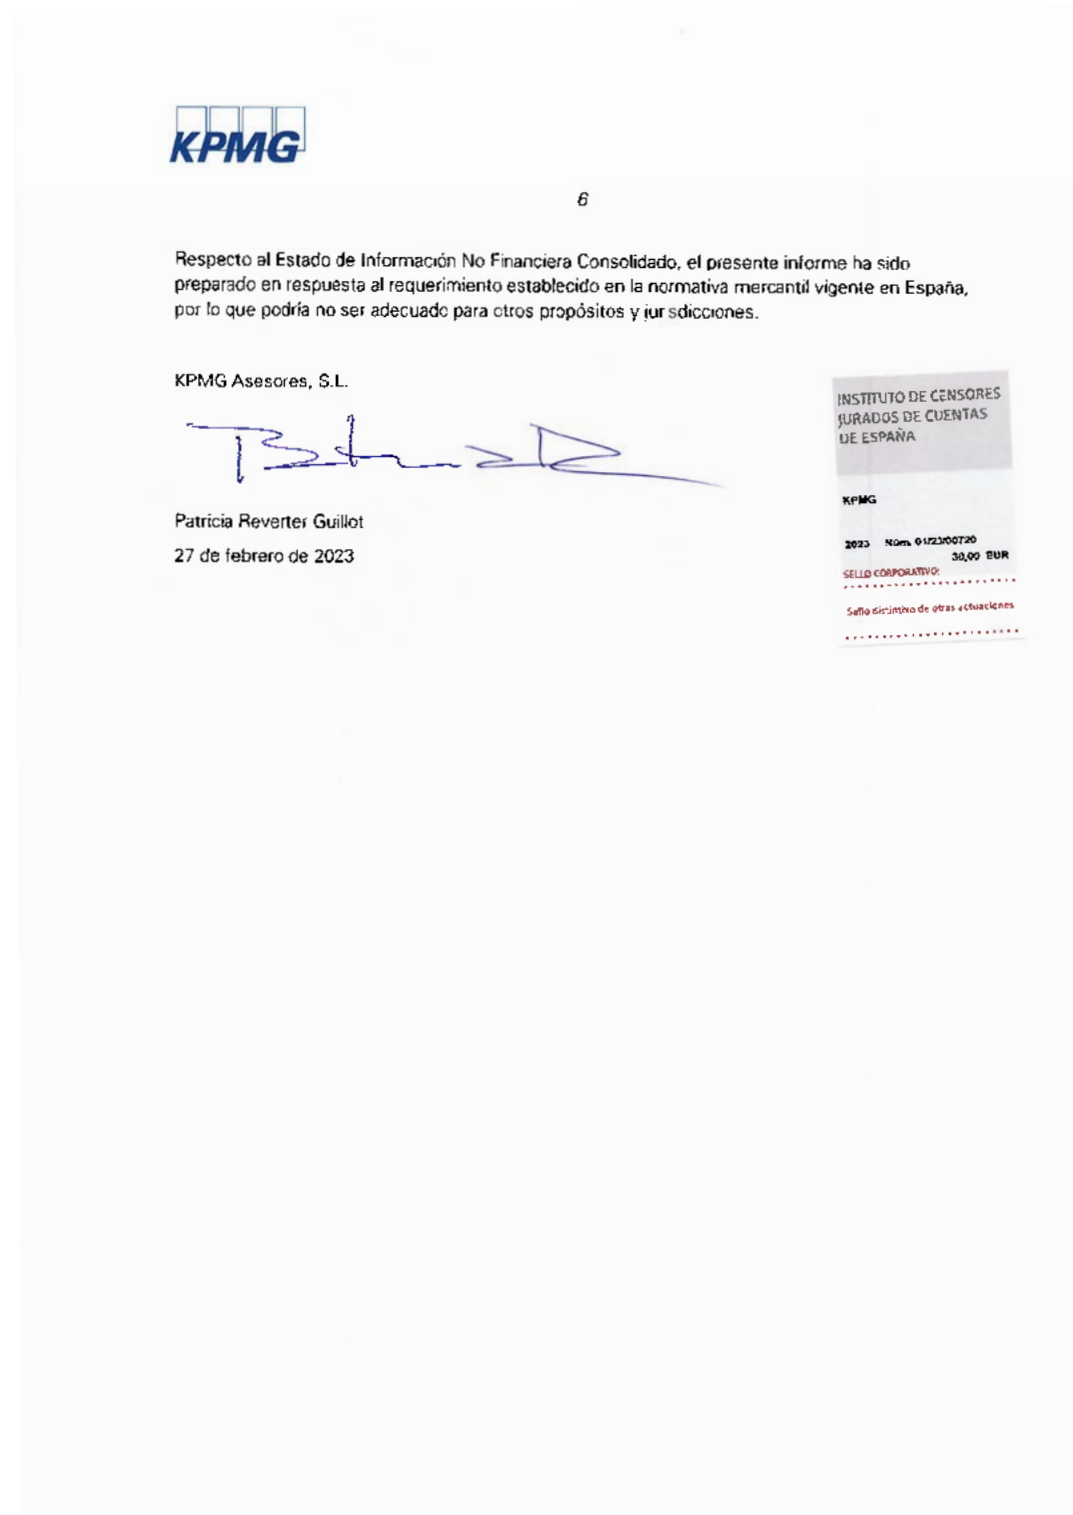 KPMG
6
Respecto al Estado de Información No Financiera Consolidado, el presente informe ha sido
preparado en respuesta al requerimiento establecido en la normativa mercantil vigente en España,
por lo que podría no ser adecuado para otros propósitos y jurisdicciones.
KPMG Asesores, S.L.
Patricia Reverter Guillot
27 de febrero de 2023
INSTITUTO DE CENSORES
JURADOS DE CUENTAS
DE ESPAÑA
KPMG
2023 Núm. 01/23/00720
30,00 EUR
SELLO CORPORATIVO:
Sello distintivo de otras actuaciones